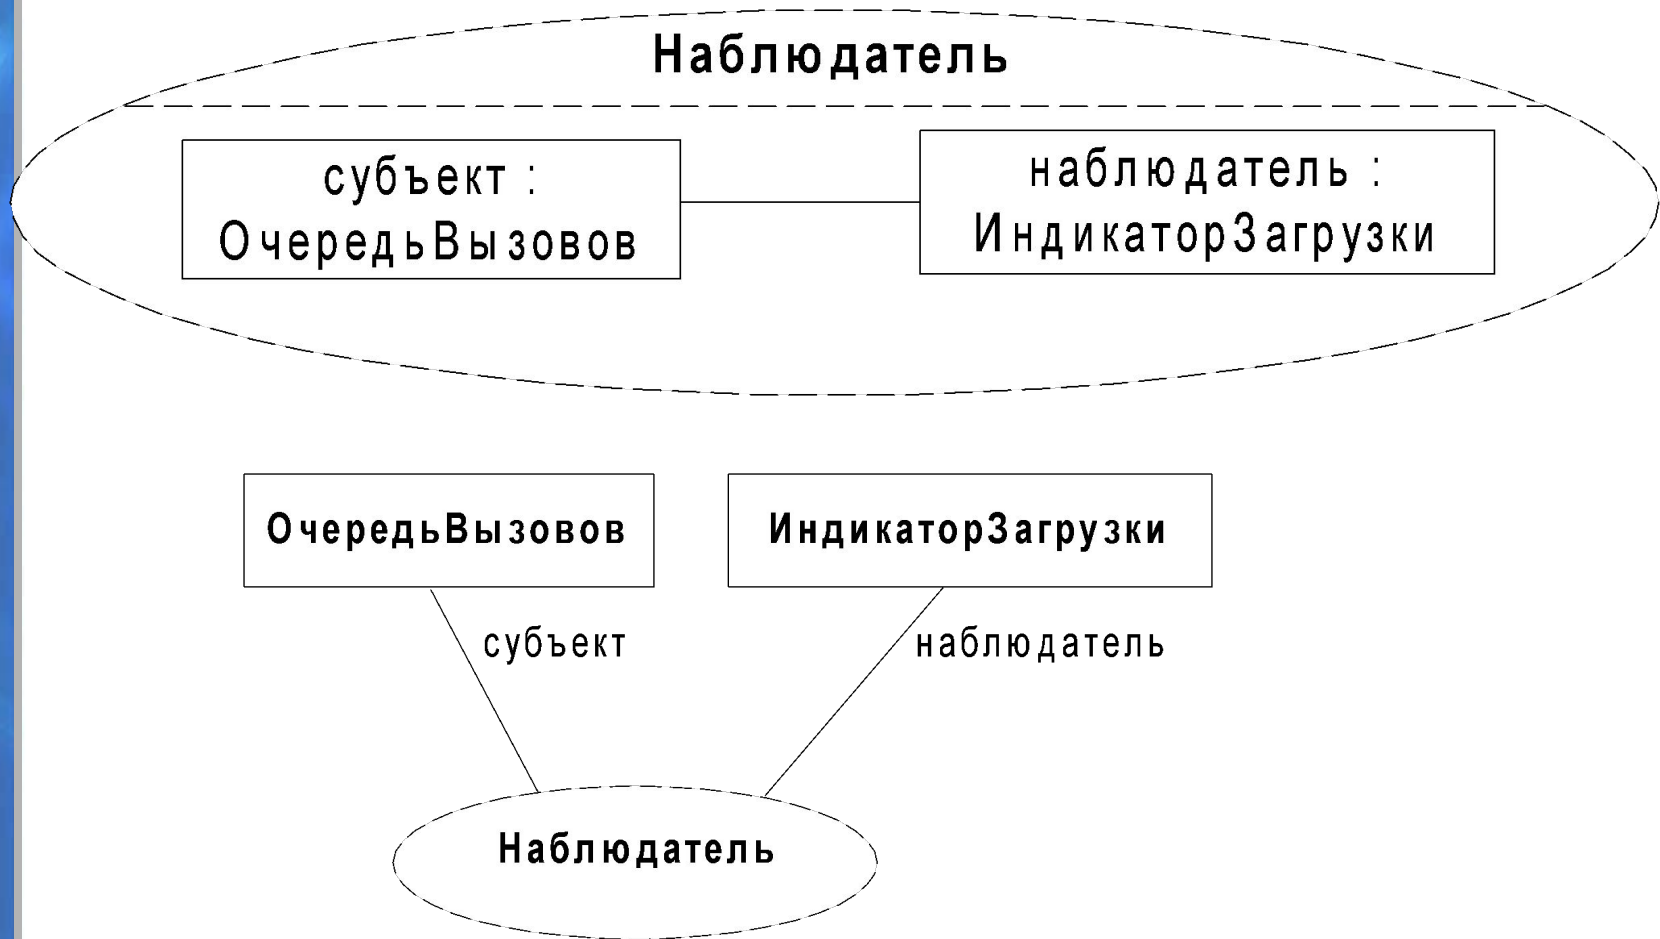 Наблюдатель
субъект :
ОчередьВызовов
наблюдатель :
ИндикаторЗагрузки
ОчередьВызовов
ИндикаторЗагрузки
субъект
наблюдатель
Наблюдатель